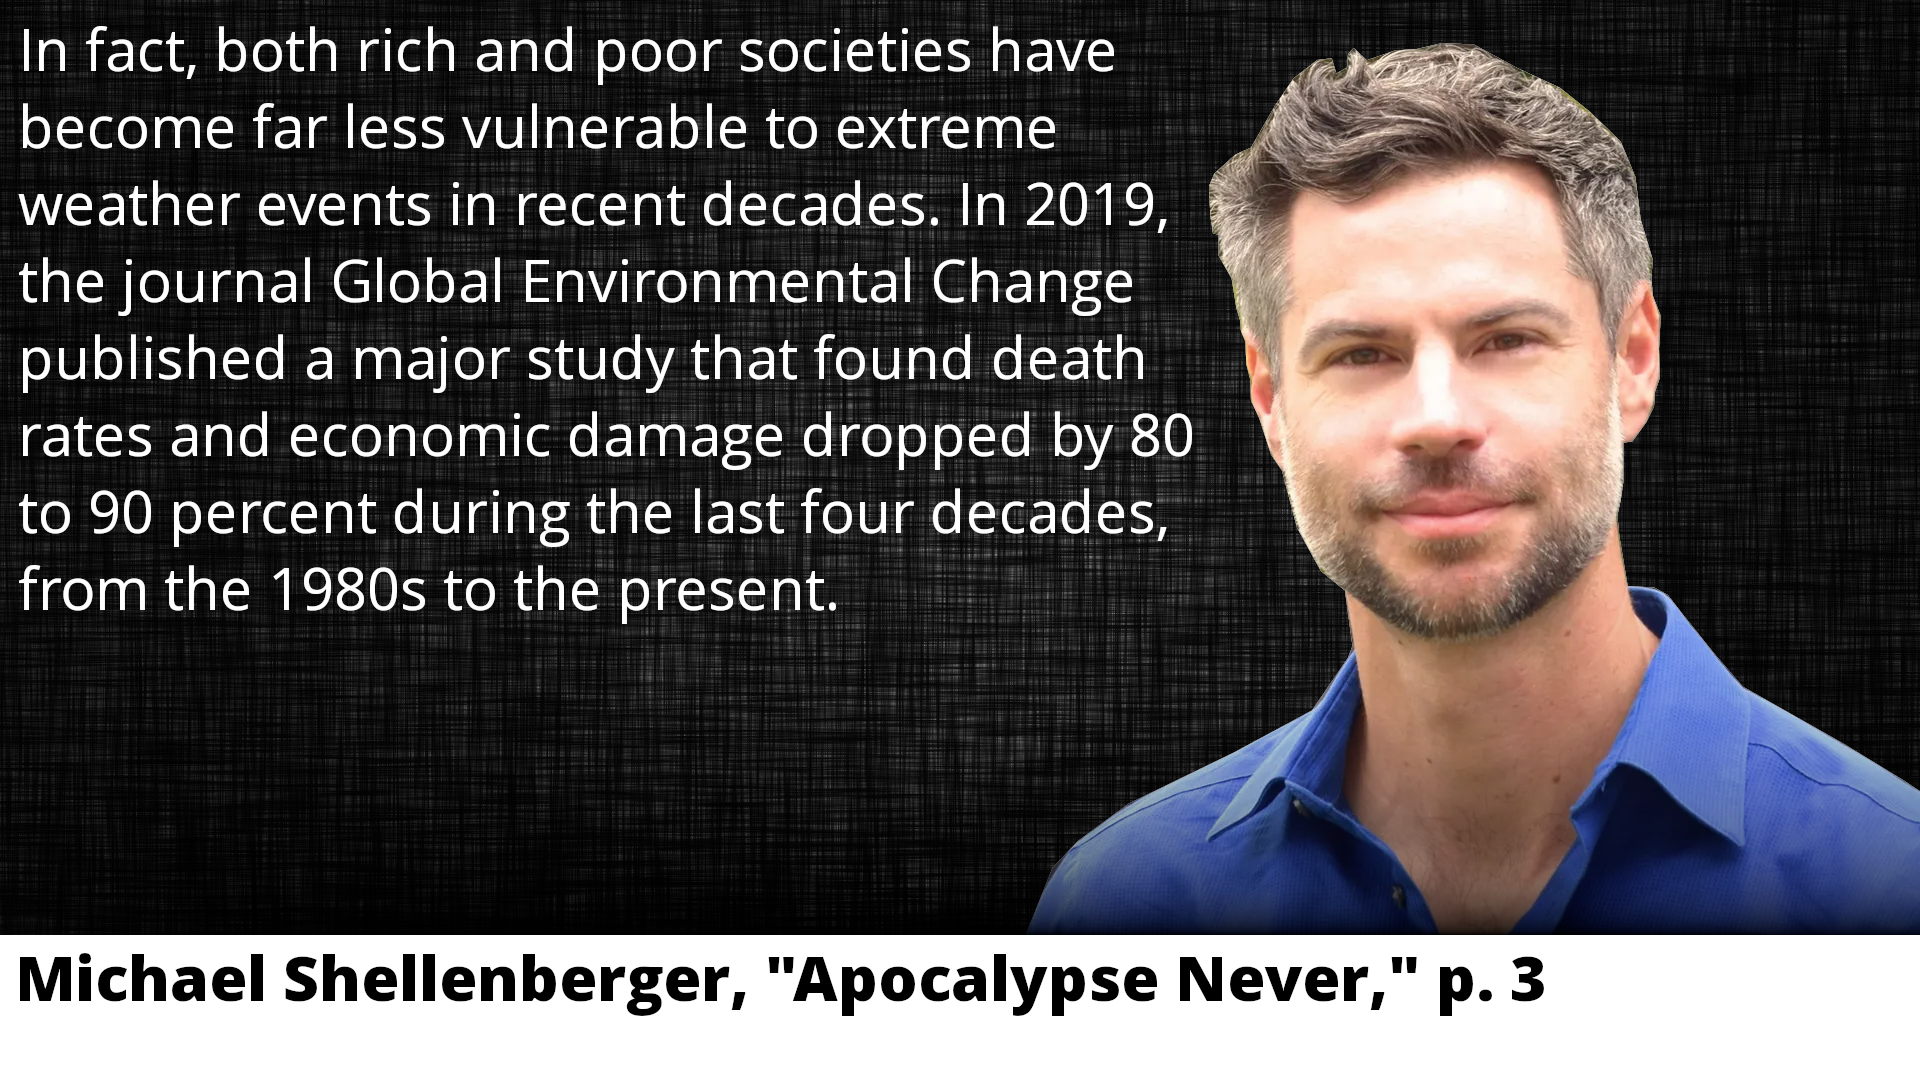 In fact, both rich and poor societies have
become far less vulnerable to extreme
weather events in recent decades. In 2019,
the journal Global Environmental Change
published a major study that found death
rates and economic damage dropped by 80
to 90 percent during the last four decades,
from the 1980s to the present.
Michael Shellenberger, "Apocalypse Never," p. 3